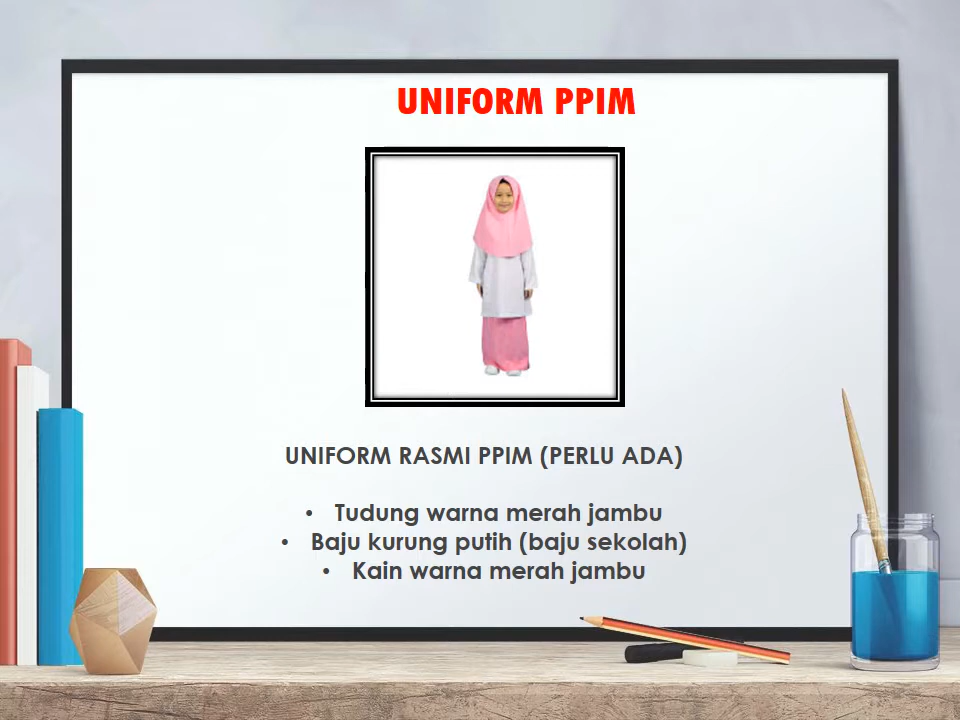 UNIFORM PPIM
UNIFORM RASMI PPIM (PERLU ADA)
• Tudung warna merah jambu
• Baju kurung putih (baju sekolah)
• Kain warna merah jambu